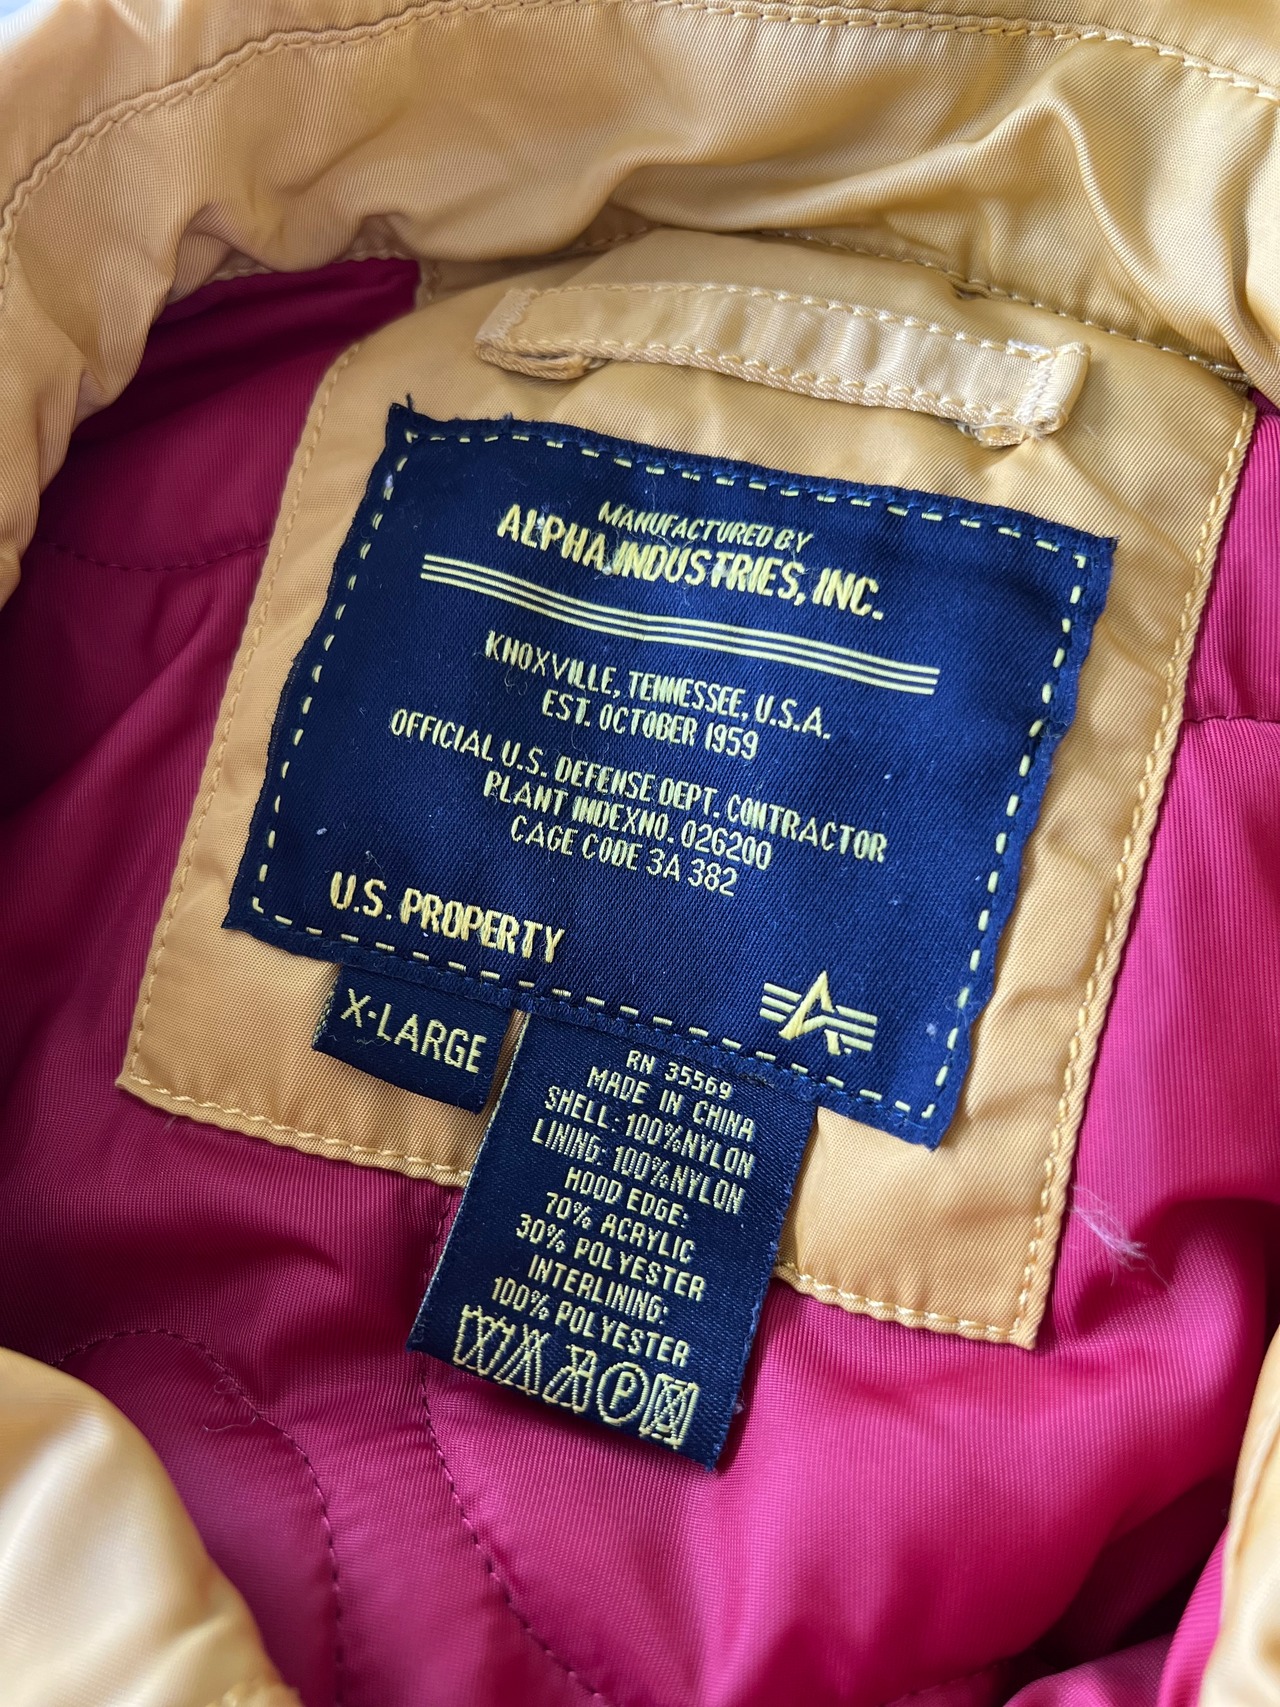 MANUFACTURED BY
ALPHA INDUSTRIES, INC.
KNOXVILLE, TENNESSEE, U.S.A.
EST. OCTOBER 1959
OFFICIAL U.S. DEFENSE DEPT. CONTRACTOR
PLANT INDEXNO. 026200
CAGE CODE 3A 382
U.S. PROPERTY
X-LARGE
RN 35569
MADE IN CHINA
SHELL: 100%NYLON
LINING: 100%NYLON
HOOD EDGE:
70% ACRYLIC
30% POLYESTER
INTERLINING:
100% POLYESTER
P